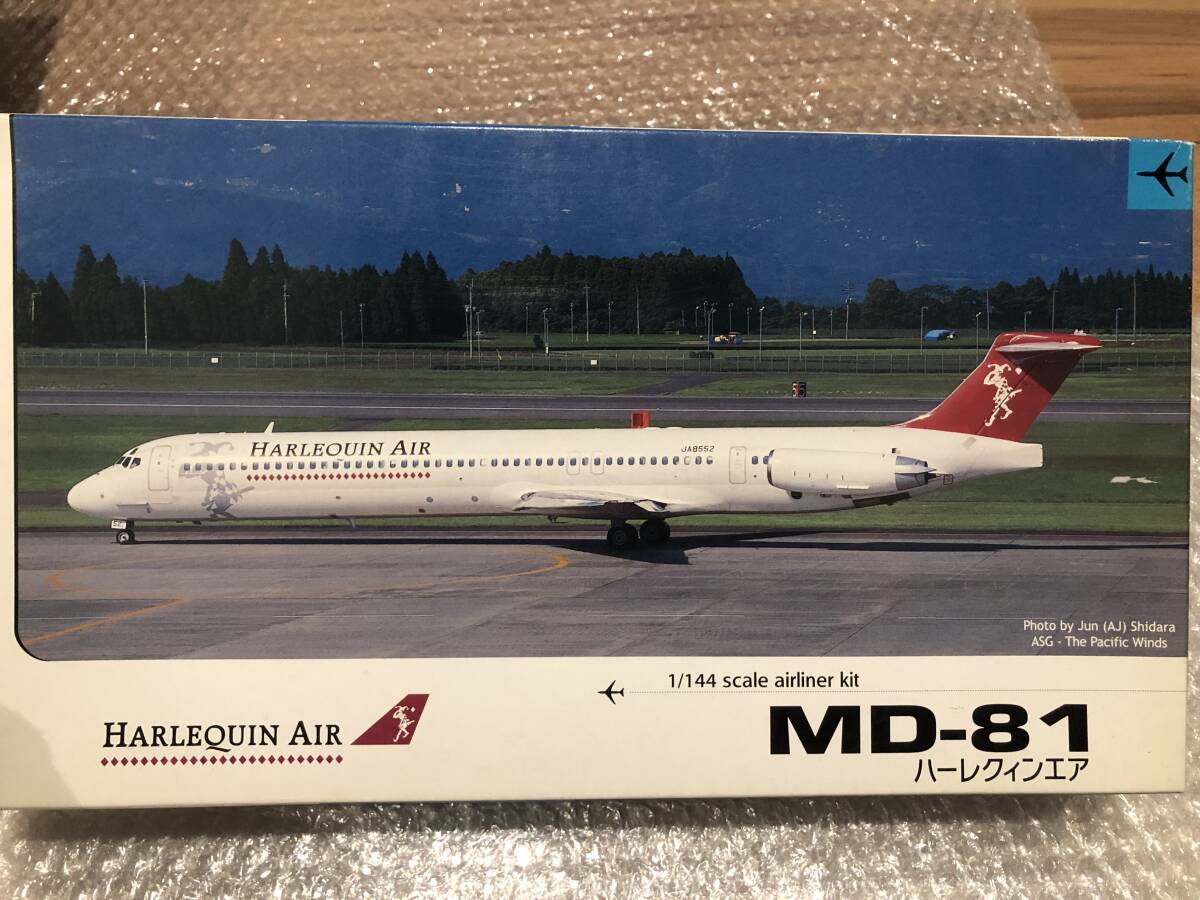 HARLEQUIN AIR
JA8552
Photo by Jun (AJ) Shidara
ASG - The Pacific Winds
1/144 scale airliner kit
HARLEQUIN AIR
MD-81
ハーレクィンエア